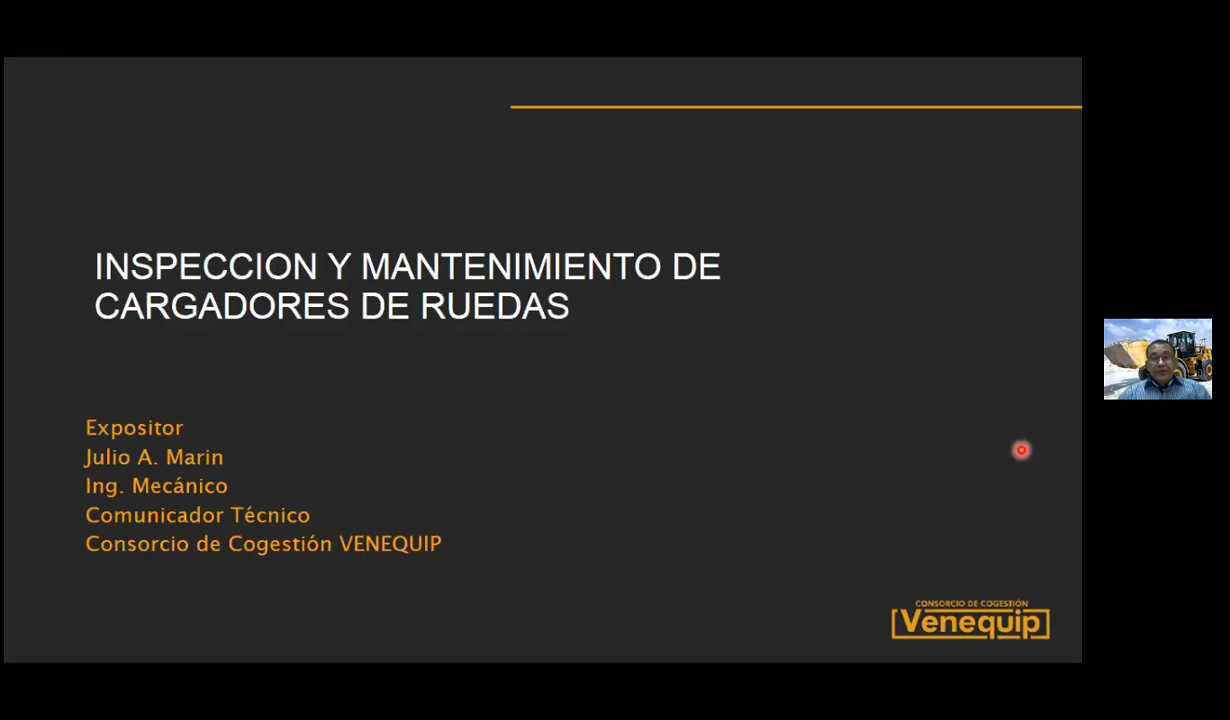 INSPECCION Y MANTENIMIENTO DE
CARGADORES DE RUEDAS
Expositor
Julio A. Marin
Ing. Mecánico
Comunicador Técnico
Consorcio de Cogestión VENEQUIP
CONSORCIO DE COGESTIÓN
Venequip